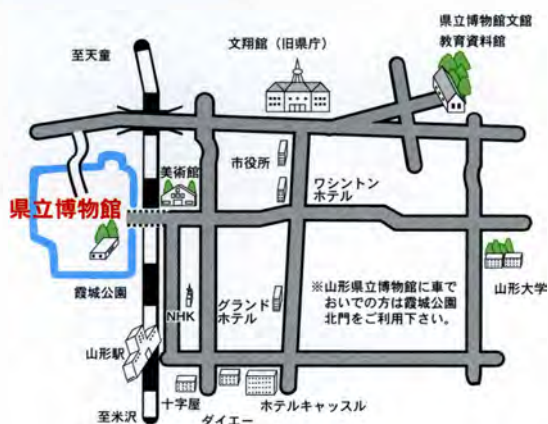 県立博物館文館
教育資料館
文翔館（旧県庁）
至天童
市役所
美術館
ワシントン
ホテル
県立博物館
霞城公園
NHK
グランド
ホテル
※山形県立博物館に車で
おいでの方は霞城公園
北門をご利用下さい。
山形大学
山形駅
十字屋
ダイエー
ホテルキャッスル
至米沢